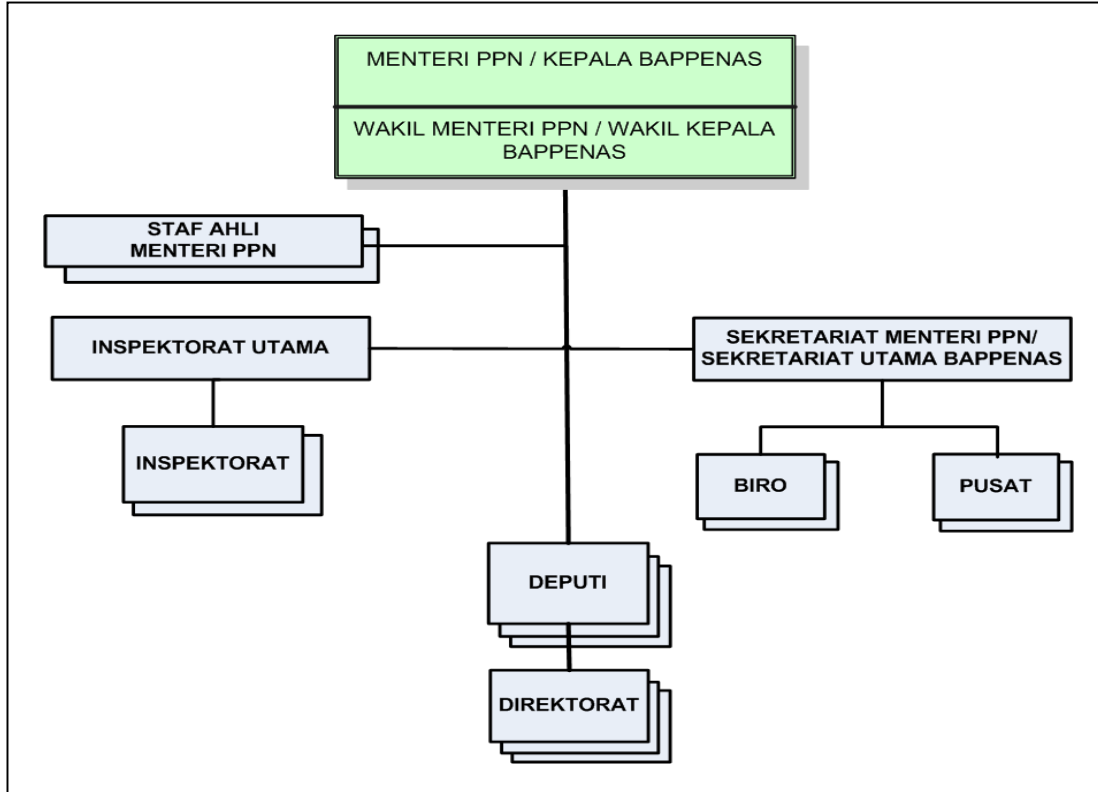 MENTERI PPN / KEPALA BAPPENAS
WAKIL MENTERI PPN / WAKIL KEPALA
BAPPENAS
STAF AHLI
MENTERI PPN
INSPEKTORAT UTAMA
SEKRETARIAT MENTERI PPN/
SEKRETARIAT UTAMA BAPPENAS
INSPEKTORAT
BIRO
PUSAT
DEPUTI
DIREKTORAT